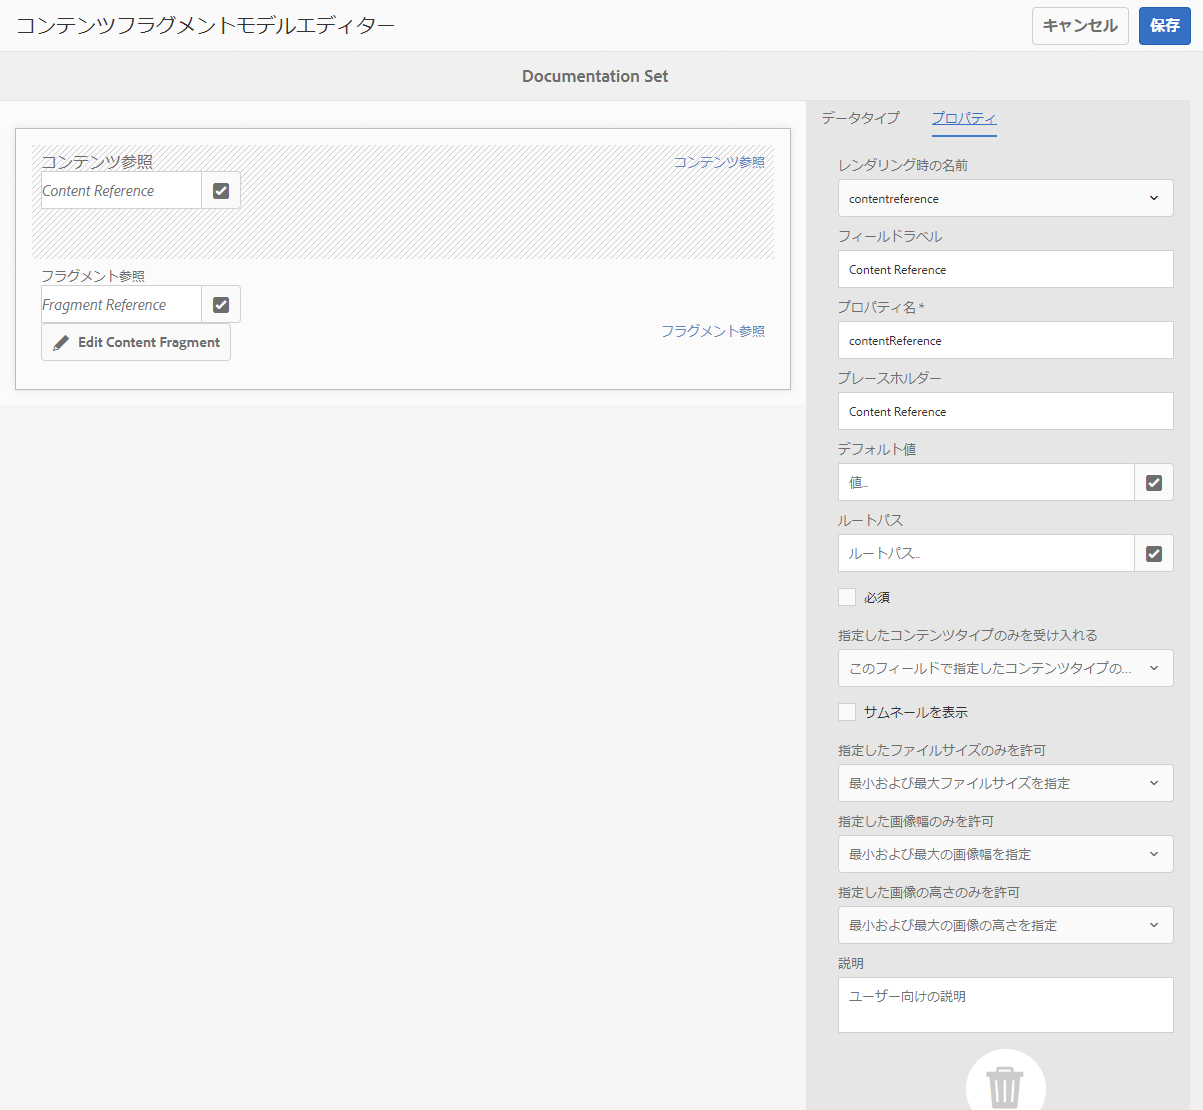 コンテンツフラグメントモデルエディター
キャンセル
保存
Documentation Set
コンテンツ参照
コンテンツ参照
Content Reference
フラグメント参照
Fragment Reference
フラグメント参照
Edit Content Fragment
データタイプ
プロパティ
レンダリング時の名前
contentreference
フィールドラベル
Content Reference
プロパティ名 *
contentReference
プレースホルダー
Content Reference
デフォルト値
値...
ルートパス
ルートパス...
必須
指定したコンテンツタイプのみを受け入れる
このフィールドで指定したコンテンツタイプの...
サムネールを表示
指定したファイルサイズのみを許可
最小および最大ファイルサイズを指定
指定した画像幅のみを許可
最小および最大の画像幅を指定
指定した画像の高さのみを許可
最小および最大の画像の高さを指定
説明
ユーザー向けの説明